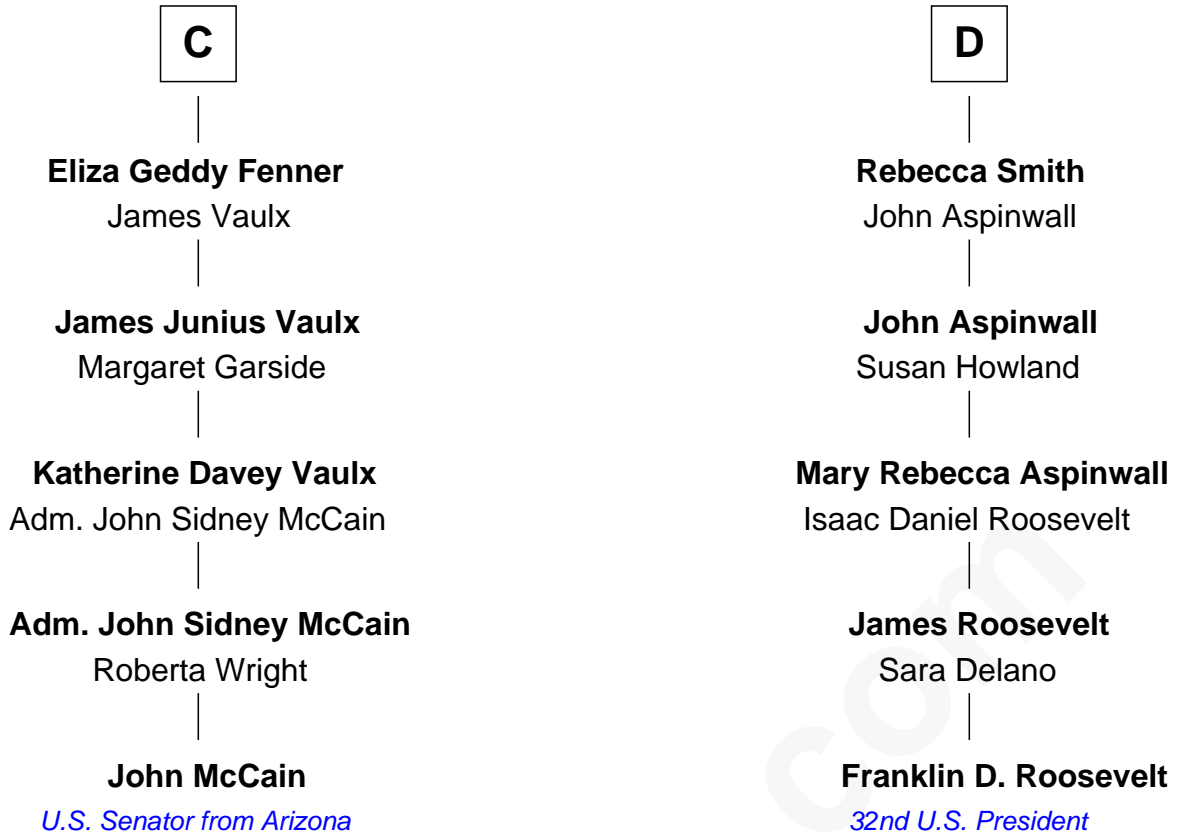 C
Eliza Geddy Fenner
James Vaulx
James Junius Vaulx
Margaret Garside
Katherine Davey Vaulx
Adm. John Sidney McCain
Adm. John Sidney McCain
Roberta Wright
John McCain
U.S. Senator from Arizona
D
Rebecca Smith
John Aspinwall
John Aspinwall
Susan Howland
Mary Rebecca Aspinwall
Isaac Daniel Roosevelt
James Roosevelt
Sara Delano
Franklin D. Roosevelt
32nd U.S. President
com